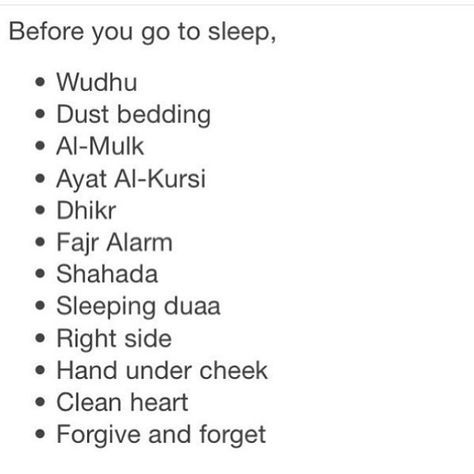 Before you go to sleep,
• Wudhu
• Dust bedding
• Al-Mulk
• Ayat Al-Kursi
• Dhikr
• Fajr Alarm
• Shahada
• Sleeping duaa
• Right side
• Hand under cheek
• Clean heart
• Forgive and forget